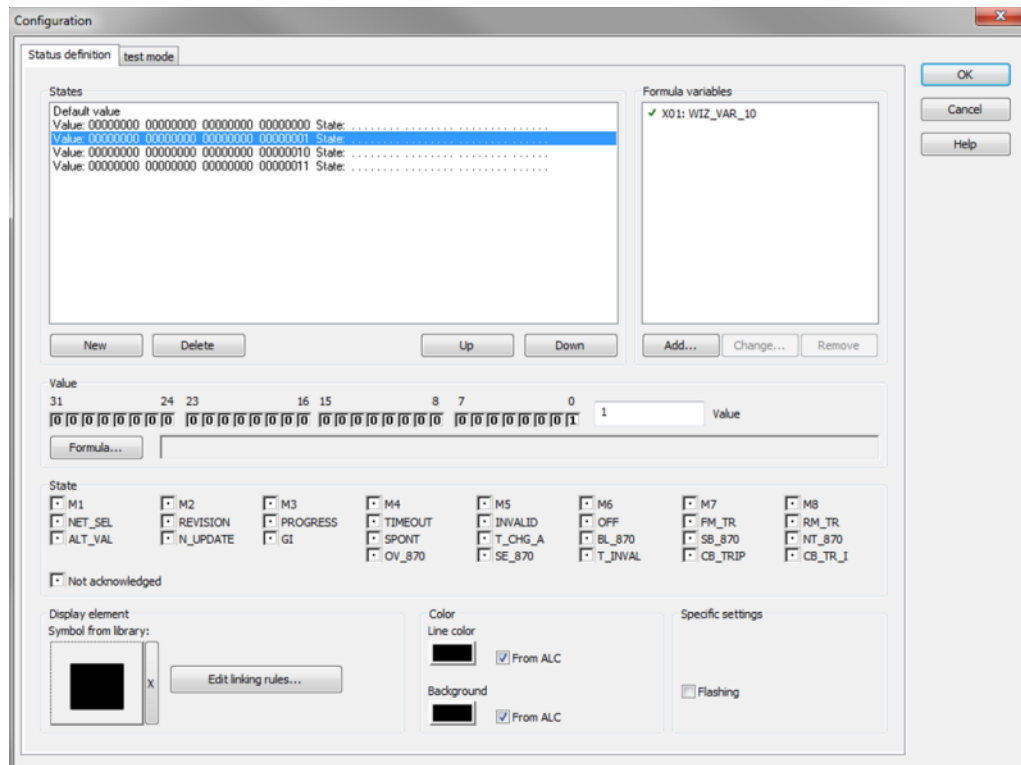 Configuration
Status definition test mode
States
Default value
Value: 00000000 00000000 00000000 00000000 State: . . . . . . . . . . . . . . . . . . . . . . . . . . . . . .
Value: 00000000 00000000 00000000 00000001 State: . . . . . . . . . . . . . . . . . . . . . . . . . . . . . .
Value: 00000000 00000000 00000000 00000010 State: . . . . . . . . . . . . . . . . . . . . . . . . . . . . . .
Value: 00000000 00000000 00000000 00000011 State: . . . . . . . . . . . . . . . . . . . . . . . . . . . . . .
New Delete Up Down
Formula variables
X01: WIZ_VAR_10
Add... Change... Remove
OK
Cancel
Help
Value
31 24 23 16 15 8 7 0
0 0 0 0 0 0 0 0 0 0 0 0 0 0 0 0 0 0 0 0 0 0 0 0 0 0 0 0 0 0 0 1 1 Value
Formula...
State
M1 M2 M3 M4 M5 M6 M7 M8
NET_SEL REVISION PROGRESS TIMEOUT INVALID OFF FM_TR RM_TR
ALT_VAL N_UPDATE GI SPONT T_CHG_A BL_870 SB_870 NT_870
OV_870 SE_870 T_INVAL CB_TRIP CB_TR_I
Not acknowledged
Display element
Symbol from library:
X
Edit linking rules...
Color
Line color
From ALC
Background
From ALC
Specific settings
Flashing